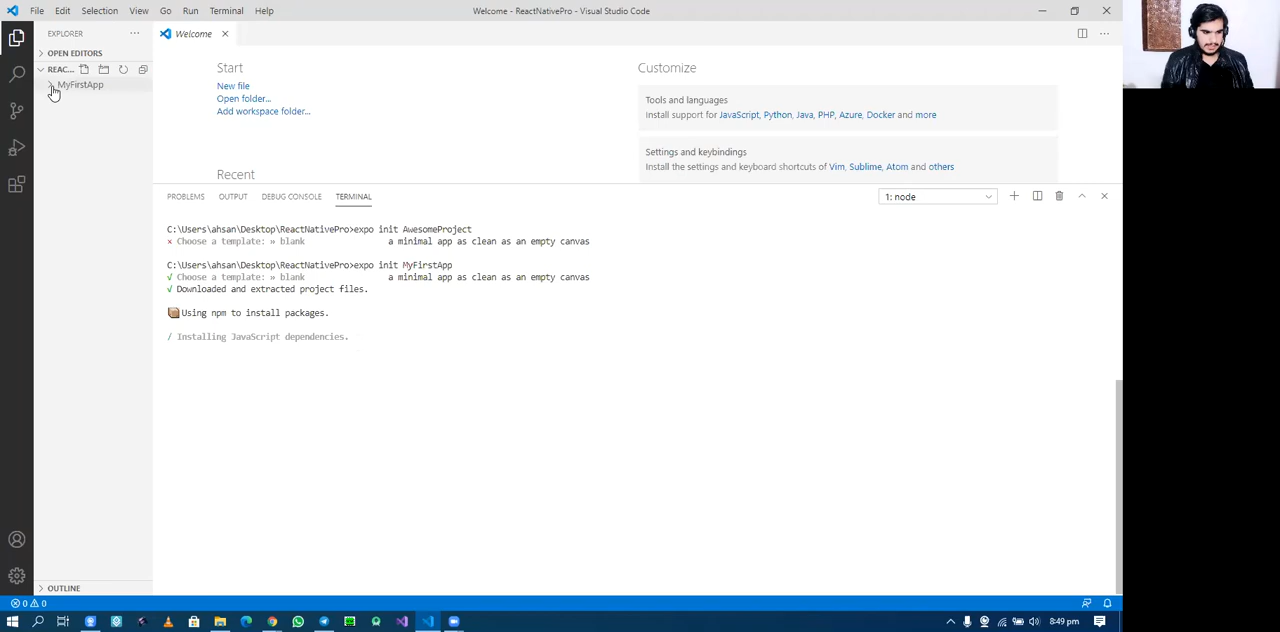 File Edit Selection View Go Run Terminal Help
Welcome - ReactNativePro - Visual Studio Code
EXPLORER ...
OPEN EDITORS
REAC...
MyFirstApp
OUTLINE
Welcome
Start
New file
Open folder...
Add workspace folder...
Recent
Customize
Tools and languages
Install support for JavaScript, Python, Java, PHP, Azure, Docker and more
Settings and keybindings
Install the settings and keyboard shortcuts of Vim, Sublime, Atom and others
PROBLEMS OUTPUT DEBUG CONSOLE TERMINAL
1: node
C:\Users\ahsan\Desktop\ReactNativePro>expo init AwesomeProject
× Choose a template: » blank a minimal app as clean as an empty canvas
C:\Users\ahsan\Desktop\ReactNativePro>expo init MyFirstApp
√ Choose a template: » blank a minimal app as clean as an empty canvas
√ Downloaded and extracted project files.
Using npm to install packages.
/ Installing JavaScript dependencies.
0 0
8:49 pm